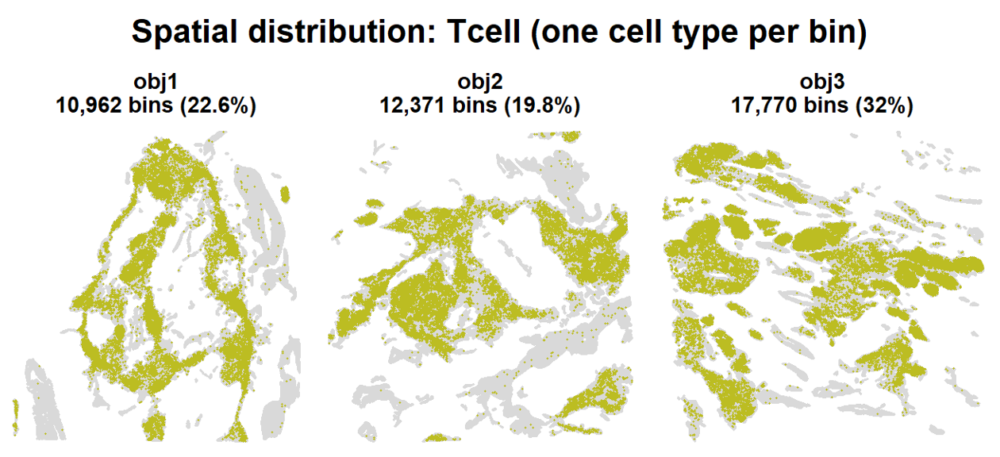 Spatial distribution: Tcell (one cell type per bin)
obj1
10,962 bins (22.6%)
obj2
12,371 bins (19.8%)
obj3
17,770 bins (32%)